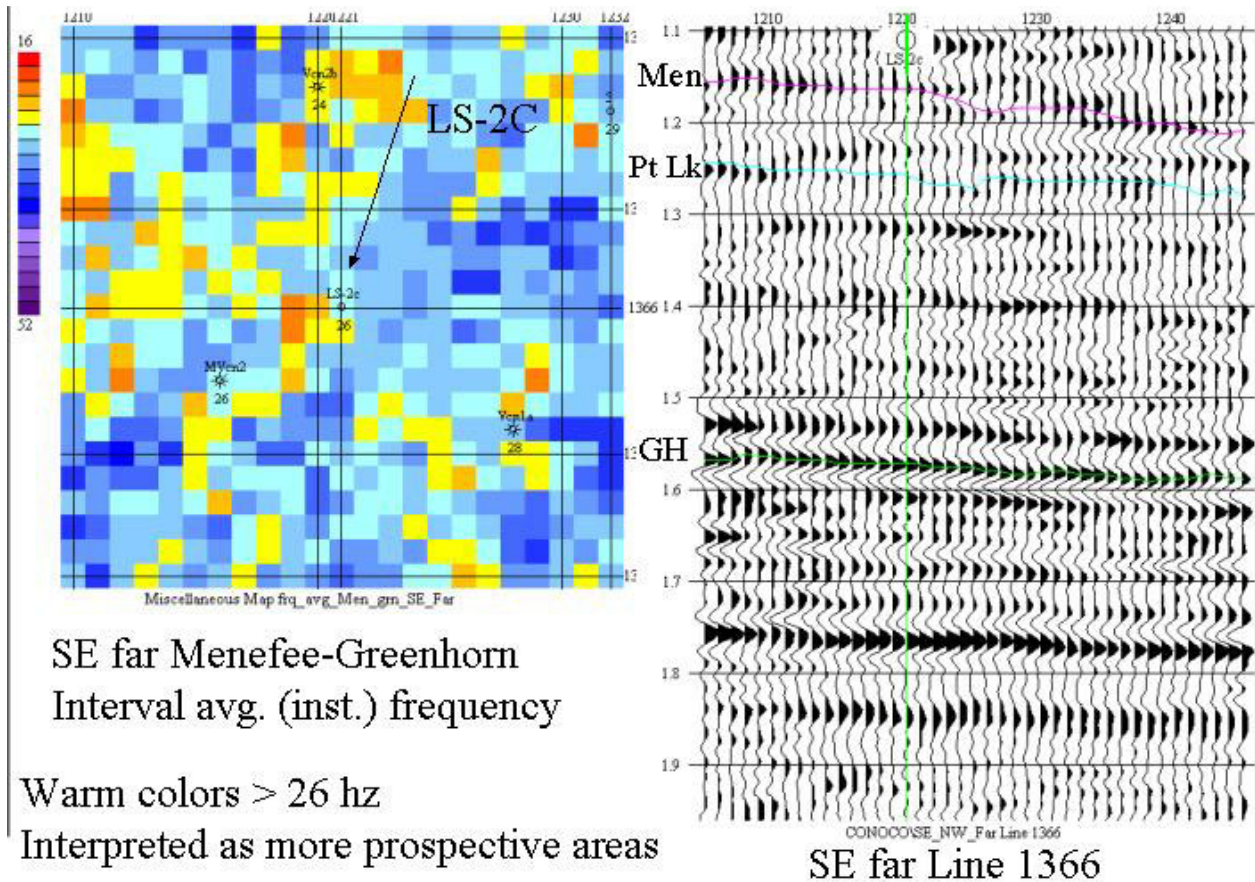 1210 1220 1221 1230 1232
16
52
Vcn2b
24
29
LS-2C
LS-2c
26
1366
MVcn2
26
Vcn1a
28
Miscellaneous Map frq_avg_Men_grn_SE_Far
SE far Menefee-Greenhorn
Interval avg. (inst.) frequency
Warm colors > 26 hz
Interpreted as more prospective areas
1210 1220 1230 1240
LS-2c
1.1
Men
1.2
Pt Lk
1.3
1.4
1.5
GH
1.6
1.7
1.8
1.9
CONOCO\SE_NW_Far Line 1366
SE far Line 1366